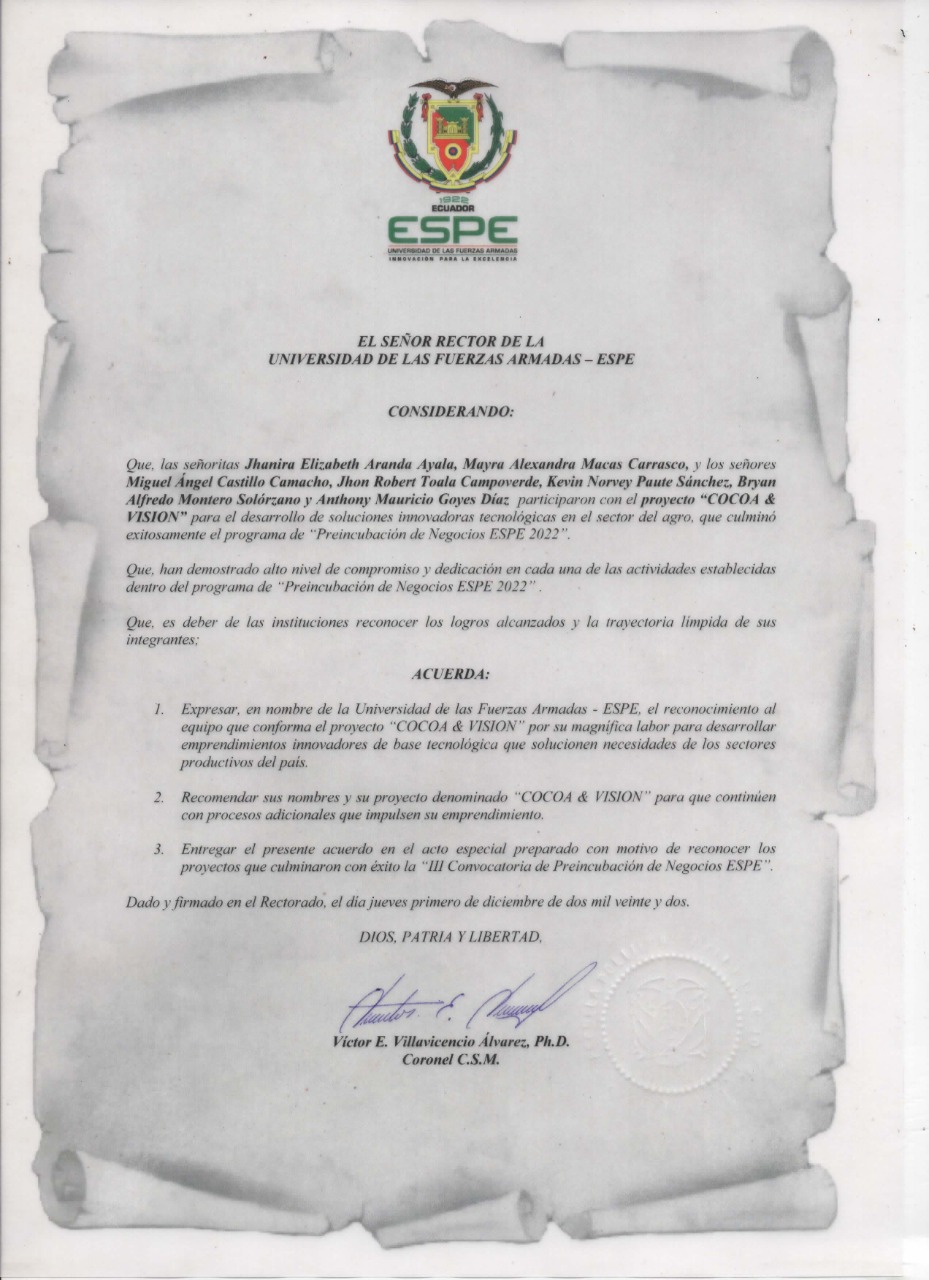 1922
ECUADOR
ESPE
UNIVERSIDAD DE LAS FUERZAS ARMADAS
INNOVACIÓN PARA LA EXCELENCIA
EL SEÑOR RECTOR DE LA
UNIVERSIDAD DE LAS FUERZAS ARMADAS – ESPE
CONSIDERANDO:
Que, las señoritas Jhanira Elizabeth Aranda Ayala, Mayra Alexandra Macas Carrasco, y los señores
Miguel Ángel Castillo Camacho, Jhon Robert Toala Campoverde, Kevin Norvey Paute Sánchez, Bryan
Alfredo Montero Solórzano y Anthony Mauricio Goyes Díaz participaron con el proyecto “COCOA &
VISION” para el desarrollo de soluciones innovadoras tecnológicas en el sector del agro, que culminó
exitosamente el programa de “Preincubación de Negocios ESPE 2022”.
Que, han demostrado alto nivel de compromiso y dedicación en cada una de las actividades establecidas
dentro del programa de “Preincubación de Negocios ESPE 2022” .
Que, es deber de las instituciones reconocer los logros alcanzados y la trayectoria límpida de sus
integrantes;
ACUERDA:
1. Expresar, en nombre de la Universidad de las Fuerzas Armadas - ESPE, el reconocimiento al
equipo que conforma el proyecto “COCOA & VISION” por su magnífica labor para desarrollar
emprendimientos innovadores de base tecnológica que solucionen necesidades de los sectores
productivos del país.
2. Recomendar sus nombres y su proyecto denominado “COCOA & VISION” para que continúen
con procesos adicionales que impulsen su emprendimiento.
3. Entregar el presente acuerdo en el acto especial preparado con motivo de reconocer los
proyectos que culminaron con éxito la “III Convocatoria de Preincubación de Negocios ESPE”.
Dado y firmado en el Rectorado, el día jueves primero de diciembre de dos mil veinte y dos.
DIOS, PATRIA Y LIBERTAD,
Víctor E. Villavicencio Álvarez, Ph.D.
Coronel C.S.M.